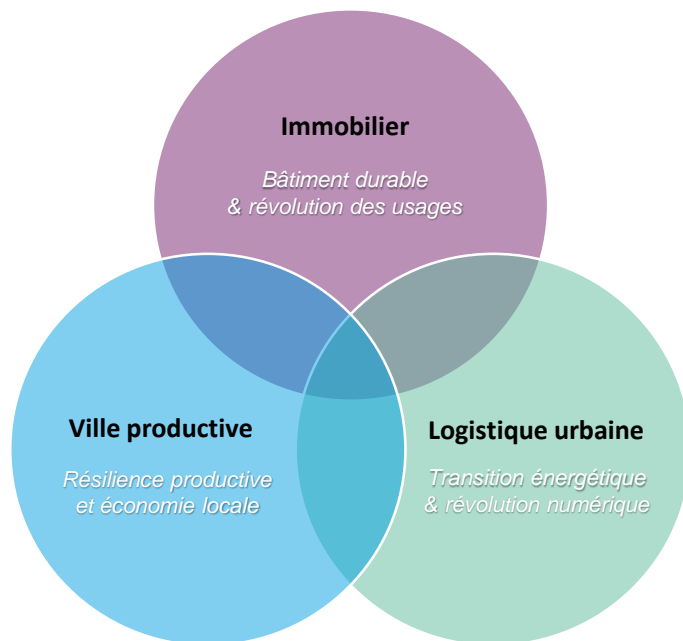 Immobilier
Bâtiment durable
& révolution des usages
Ville productive
Résilience productive
et économie locale
Logistique urbaine
Transition énergétique
& révolution numérique